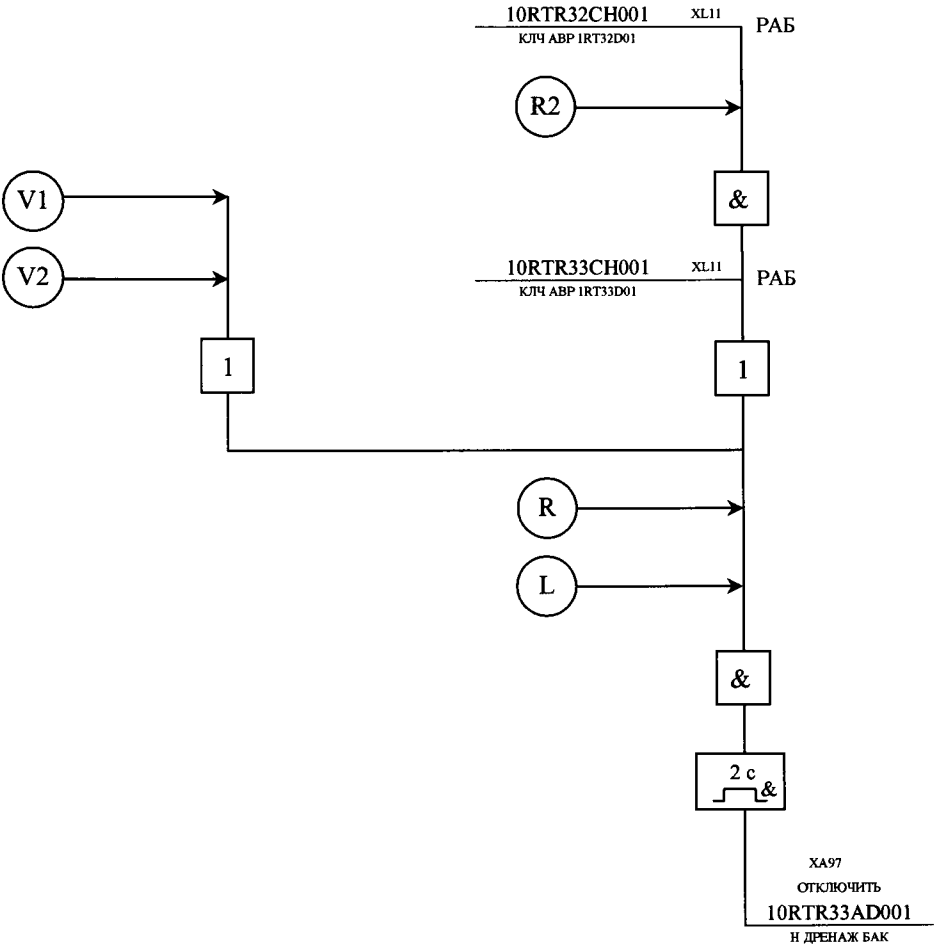 10RTR32CH001 XL11 РАБ
КЛЧ АВР 1RT32D01
R2
V1
&
V2
10RTR33CH001 XL11 РАБ
КЛЧ АВР 1RT33D01
1
1
R
L
&
2 с
&
XA97
ОТКЛЮЧИТЬ
10RTR33AD001
Н ДРЕНАЖ БАК